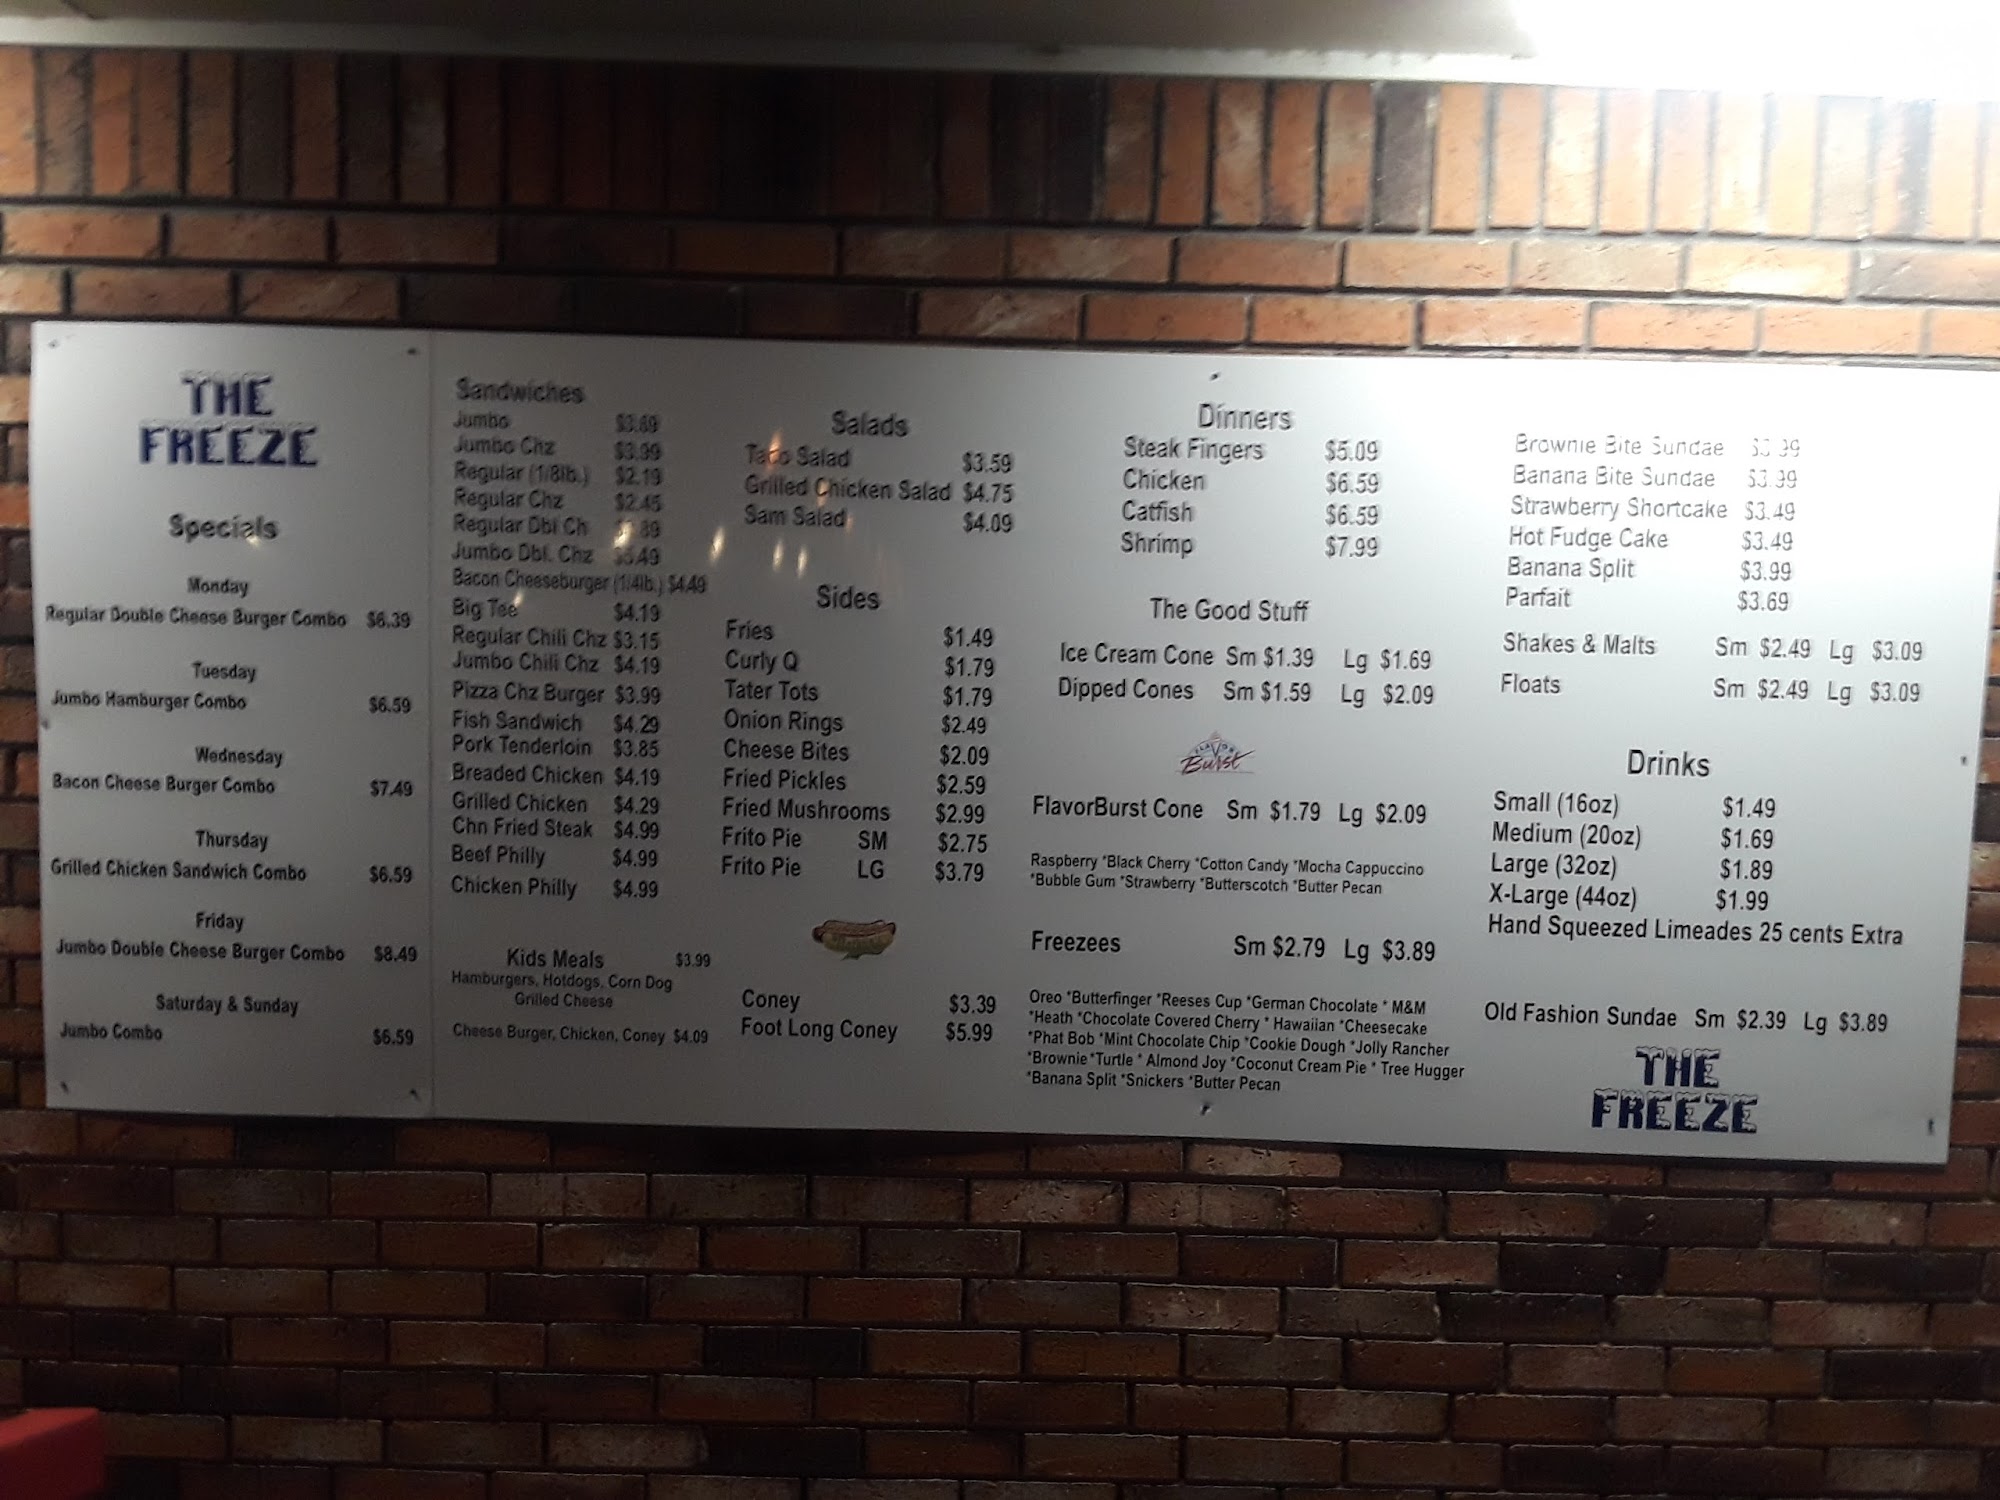 THE
FREEZE
Specials
Monday
Regular Double Cheese Burger Combo $6.39
Tuesday
Jumbo Hamburger Combo $6.59
Wednesday
Bacon Cheese Burger Combo $7.49
Thursday
Grilled Chicken Sandwich Combo $6.59
Friday
Jumbo Double Cheese Burger Combo $8.49
Saturday & Sunday
Jumbo Combo $6.59
Sandwiches
Jumbo
Jumbo Chz $3.99
Regular (1/8lb.) $2.19
Regular Chz $2.45
Regular Dbl Ch
Jumbo Dbl. Chz
Bacon Cheeseburger (1/4lb.) $4.49
Big Tee $4.19
Regular Chili Chz $3.15
Jumbo Chili Chz $4.19
Pizza Chz Burger $3.99
Fish Sandwich $4.29
Pork Tenderloin $3.85
Breaded Chicken $4.19
Grilled Chicken $4.29
Chn Fried Steak $4.99
Beef Philly $4.99
Chicken Philly $4.99
Kids Meals $3.99
Hamburgers, Hotdogs, Corn Dog
Grilled Cheese
Cheese Burger, Chicken, Coney $4.09
Salads
Taco Salad $3.59
Grilled Chicken Salad $4.75
Sam Salad $4.09
Sides
Fries $1.49
Curly Q $1.79
Tater Tots $1.79
Onion Rings $2.49
Cheese Bites $2.09
Fried Pickles $2.59
Fried Mushrooms $2.99
Frito Pie SM $2.75
Frito Pie LG $3.79
Coney $3.39
Foot Long Coney $5.99
Dinners
Steak Fingers $5.09
Chicken $6.59
Catfish $6.59
Shrimp $7.99
The Good Stuff
Ice Cream Cone Sm $1.39 Lg $1.69
Dipped Cones Sm $1.59 Lg $2.09
FLAVOR
Burst
FlavorBurst Cone Sm $1.79 Lg $2.09
Raspberry *Black Cherry *Cotton Candy *Mocha Cappuccino
*Bubble Gum *Strawberry *Butterscotch *Butter Pecan
Freezees Sm $2.79 Lg $3.89
Oreo *Butterfinger *Reeses Cup *German Chocolate * M&M
*Heath *Chocolate Covered Cherry * Hawaiian *Cheesecake
*Phat Bob *Mint Chocolate Chip *Cookie Dough *Jolly Rancher
*Brownie *Turtle * Almond Joy *Coconut Cream Pie * Tree Hugger
*Banana Split *Snickers *Butter Pecan
Brownie Bite Sundae
Banana Bite Sundae $3.99
Strawberry Shortcake $3.49
Hot Fudge Cake $3.49
Banana Split $3.99
Parfait $3.69
Shakes & Malts Sm $2.49 Lg $3.09
Floats Sm $2.49 Lg $3.09
Drinks
Small (16oz) $1.49
Medium (20oz) $1.69
Large (32oz) $1.89
X-Large (44oz) $1.99
Hand Squeezed Limeades 25 cents Extra
Old Fashion Sundae Sm $2.39 Lg $3.89
THE
FREEZE